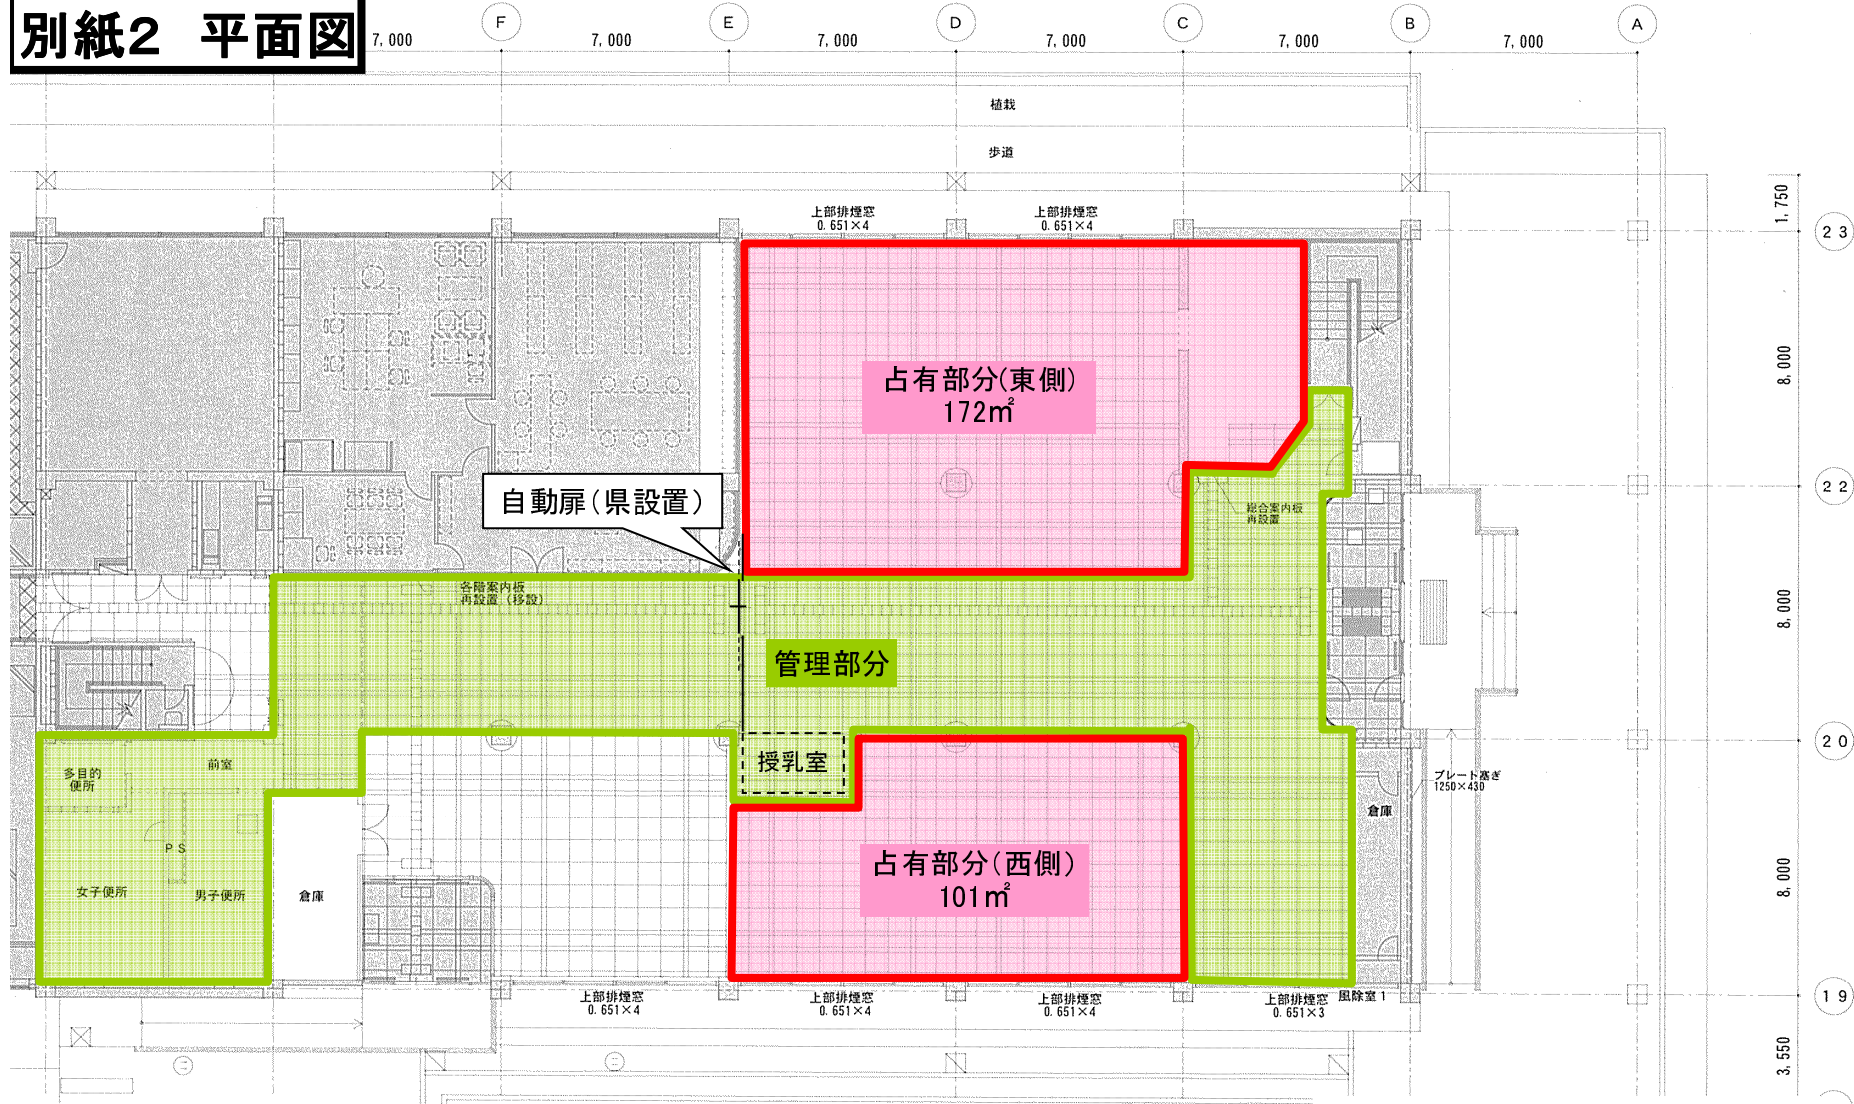 別紙2 平面図
F
E
D
C
B
A
7,000
7,000
7,000
7,000
7,000
7,000
植栽
歩道
上部排煙窓
0.651×4
上部排煙窓
0.651×4
1,750
23
8,000
占有部分(東側)
172㎡
自動扉(県設置)
22
総合案内板
再設置
各階案内板
再設置（移設）
8,000
管理部分
授乳室
20
多目的
便所
前室
プレート塞ぎ
1250×430
倉庫
PS
占有部分(西側)
101㎡
8,000
女子便所
男子便所
倉庫
上部排煙窓
0.651×4
上部排煙窓
0.651×4
上部排煙窓
0.651×4
上部排煙窓
0.651×3
風除室1
19
3,550